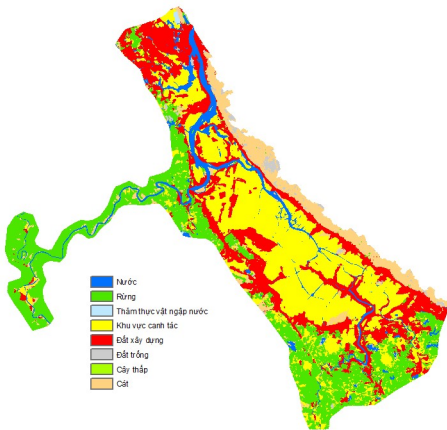 Nước
Rừng
Thảm thực vật ngập nước
Khu vực canh tác
Đất xây dựng
Đất trống
Cây thấp
Cát